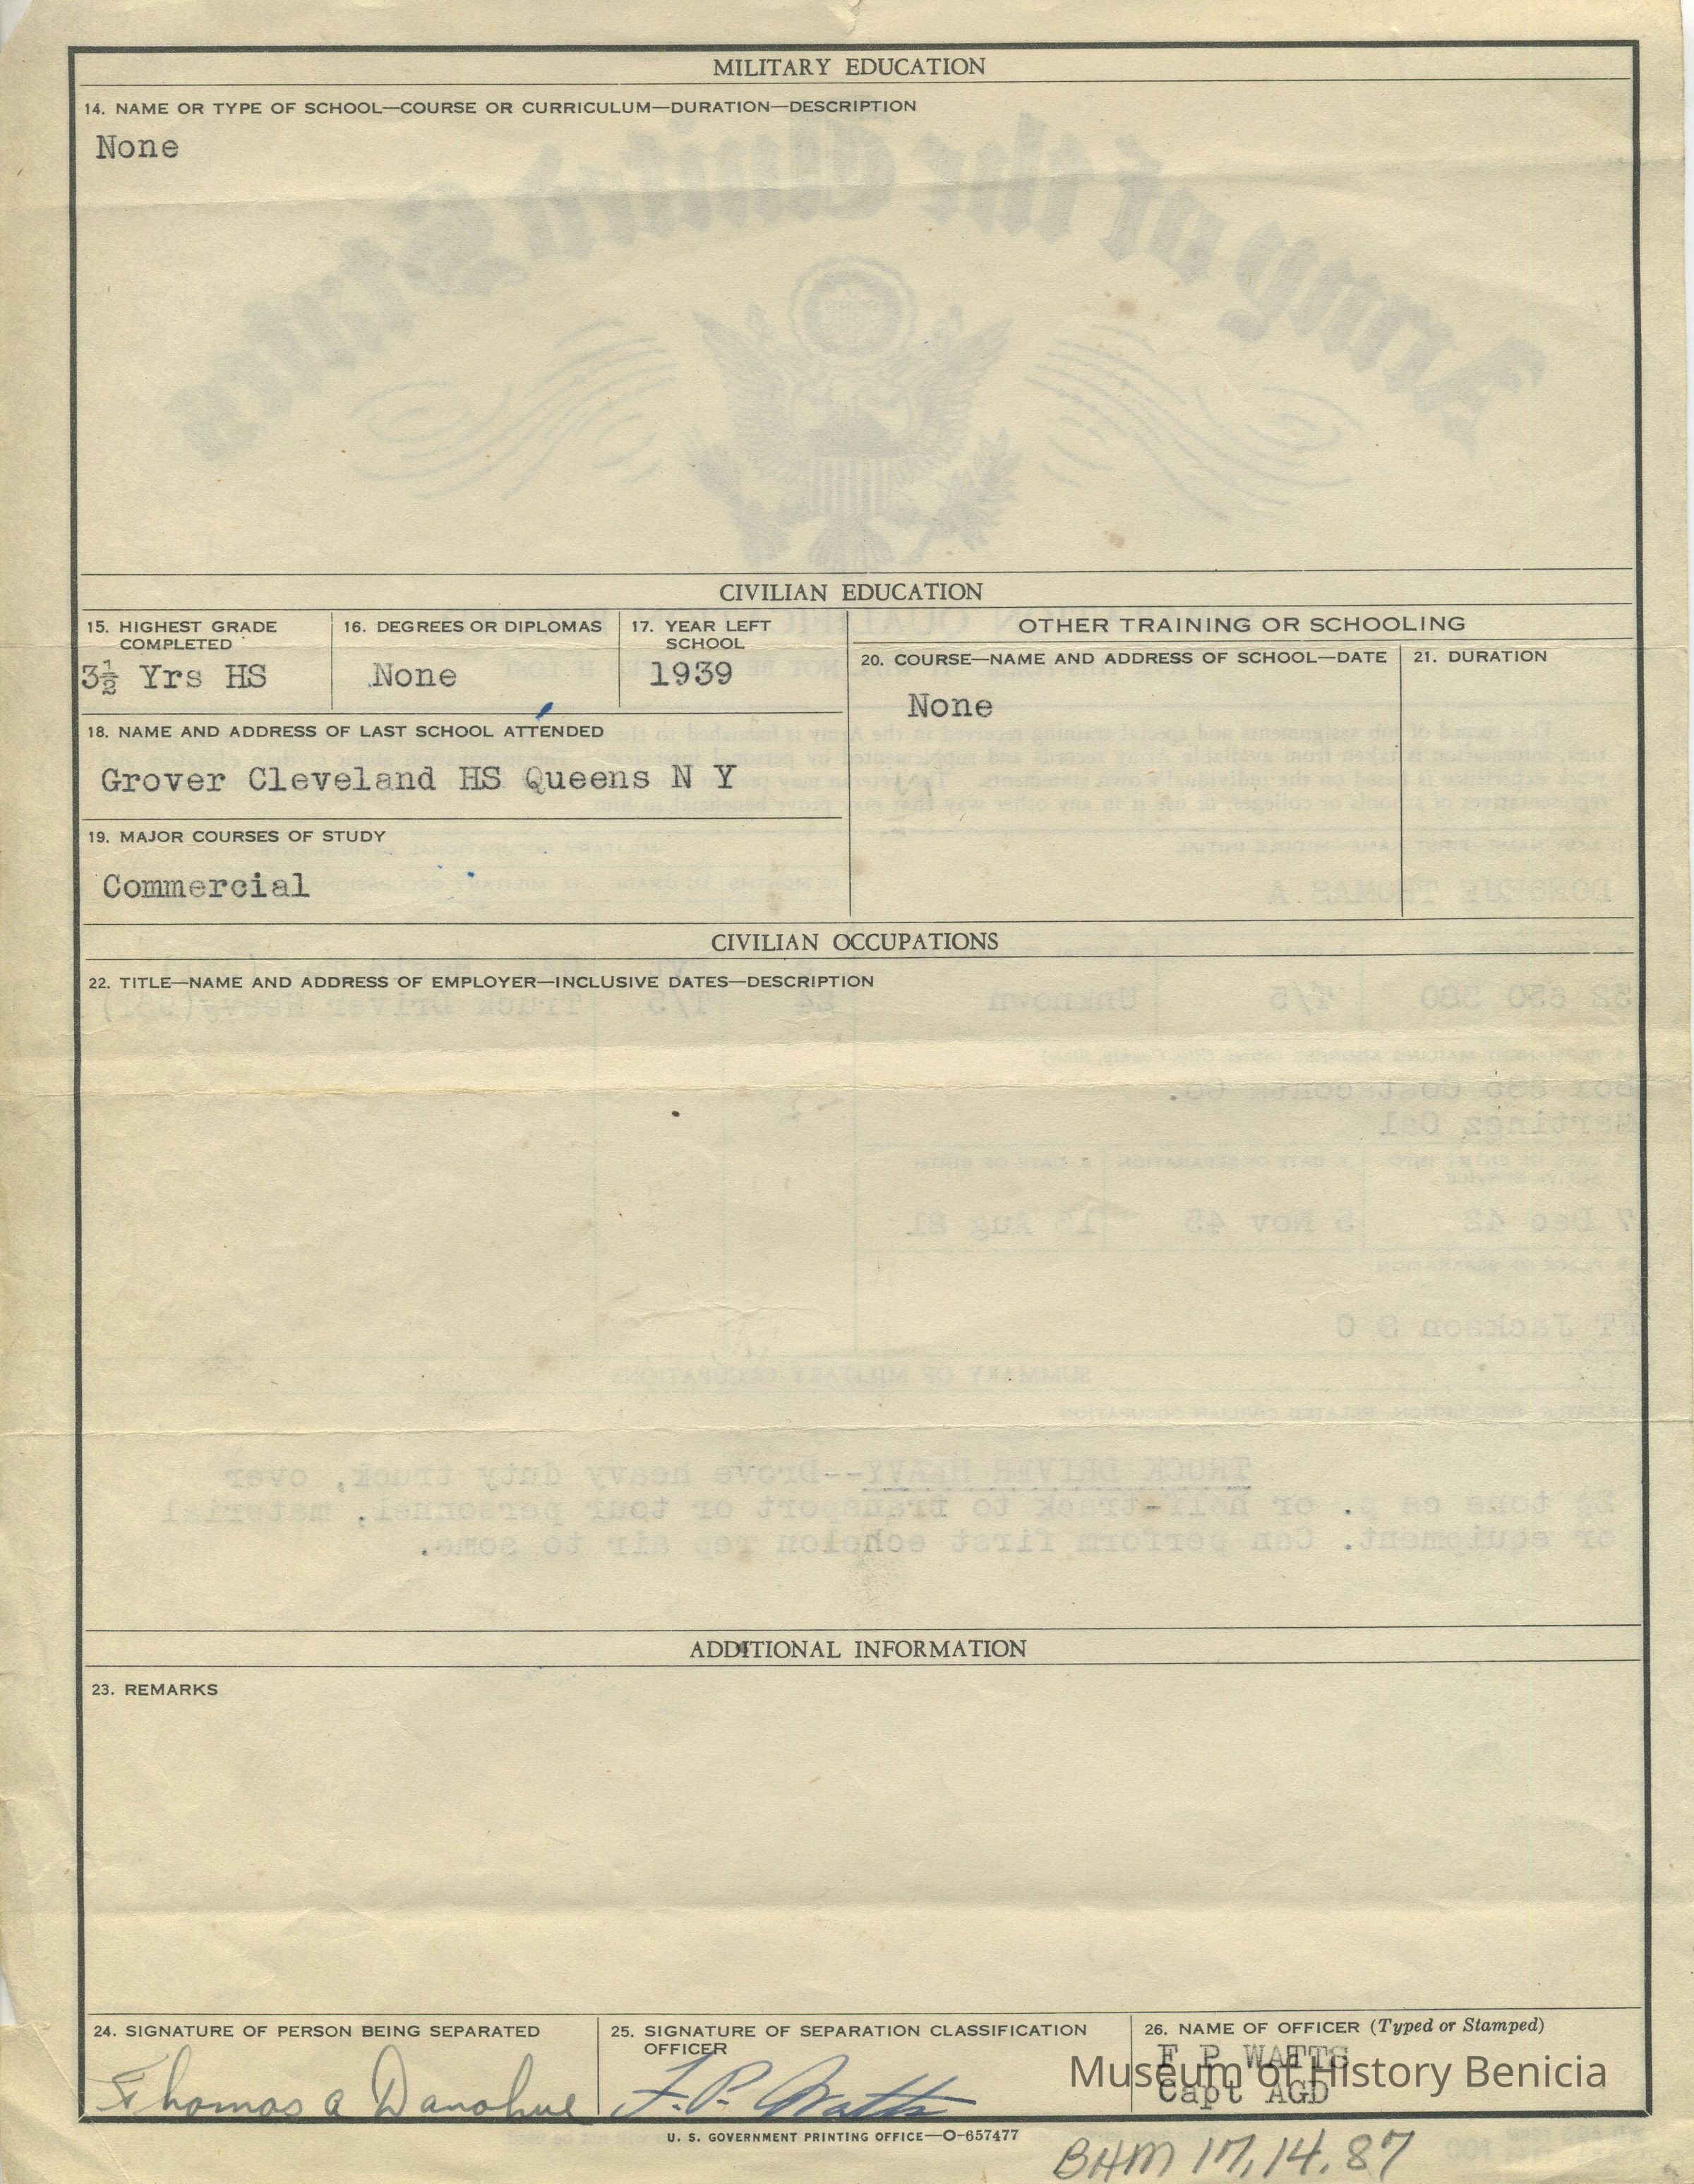 MILITARY EDUCATION
14. NAME OR TYPE OF SCHOOL—COURSE OR CURRICULUM—DURATION—DESCRIPTION
None
CIVILIAN EDUCATION
15. HIGHEST GRADE COMPLETED
3½ Yrs HS
16. DEGREES OR DIPLOMAS
None
17. YEAR LEFT SCHOOL
1939
OTHER TRAINING OR SCHOOLING
20. COURSE—NAME AND ADDRESS OF SCHOOL—DATE
None
21. DURATION
18. NAME AND ADDRESS OF LAST SCHOOL ATTENDED
Grover Cleveland HS Queens N Y
19. MAJOR COURSES OF STUDY
Commercial
CIVILIAN OCCUPATIONS
22. TITLE—NAME AND ADDRESS OF EMPLOYER—INCLUSIVE DATES—DESCRIPTION
ADDITIONAL INFORMATION
23. REMARKS
24. SIGNATURE OF PERSON BEING SEPARATED
Thomas a Danohue
25. SIGNATURE OF SEPARATION CLASSIFICATION OFFICER
F. P. Watts
26. NAME OF OFFICER (Typed or Stamped)
F P WATTS
Capt AGD
Museum of History Benicia
U. S. GOVERNMENT PRINTING OFFICE—O-657477
BHM 17.14.87